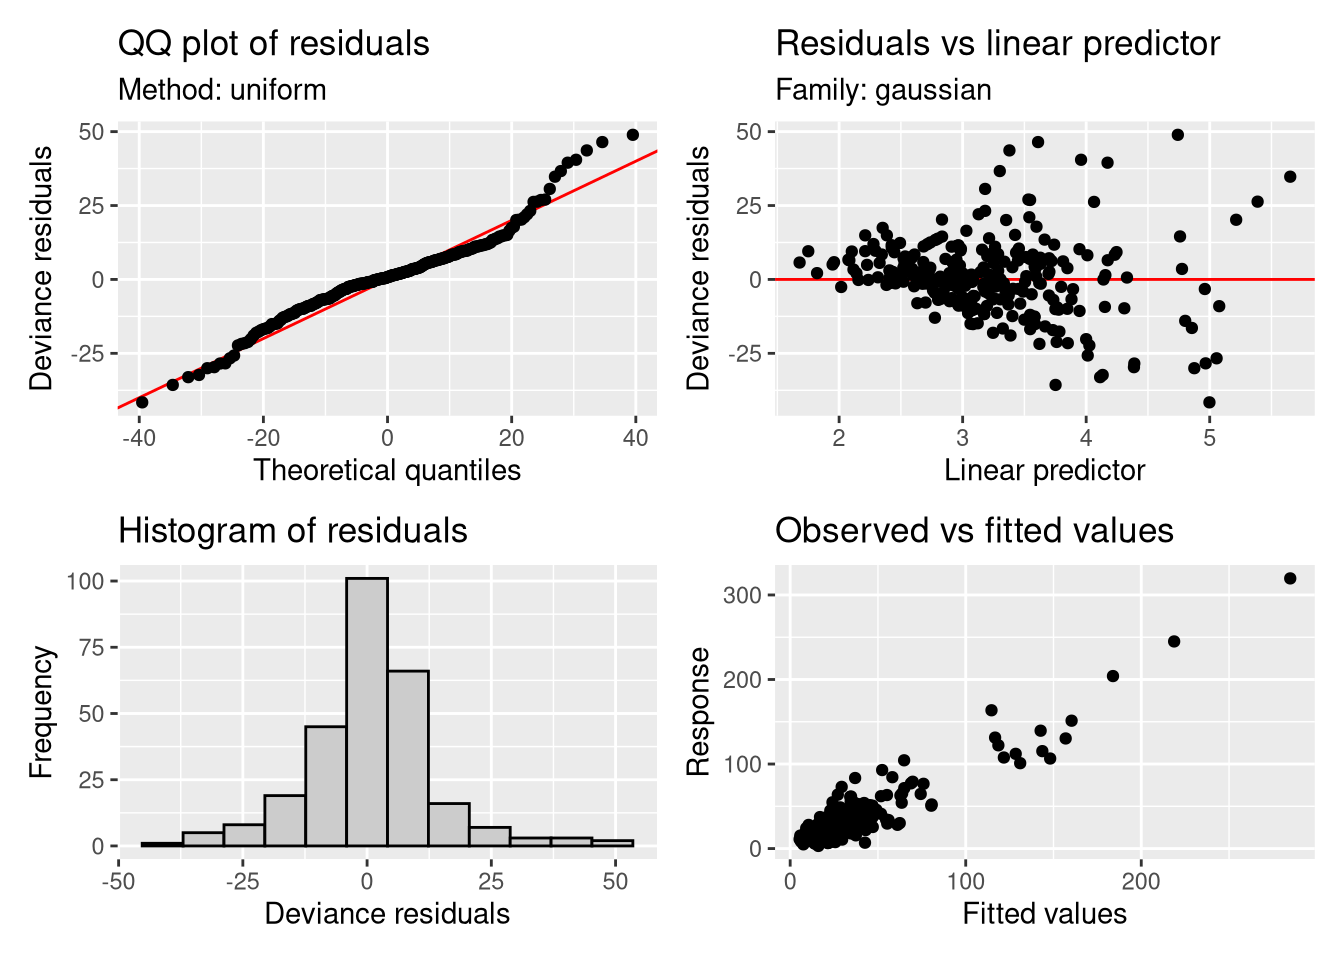 QQ plot of residuals
Method: uniform
Deviance residuals
50
25
0
-25
-40
-20
0
20
40
Theoretical quantiles
Residuals vs linear predictor
Family: gaussian
Deviance residuals
50
25
0
-25
2
3
4
5
Linear predictor
Histogram of residuals
Frequency
100
75
50
25
0
-50
-25
0
25
50
Deviance residuals
Observed vs fitted values
Response
300
200
100
0
0
100
200
Fitted values